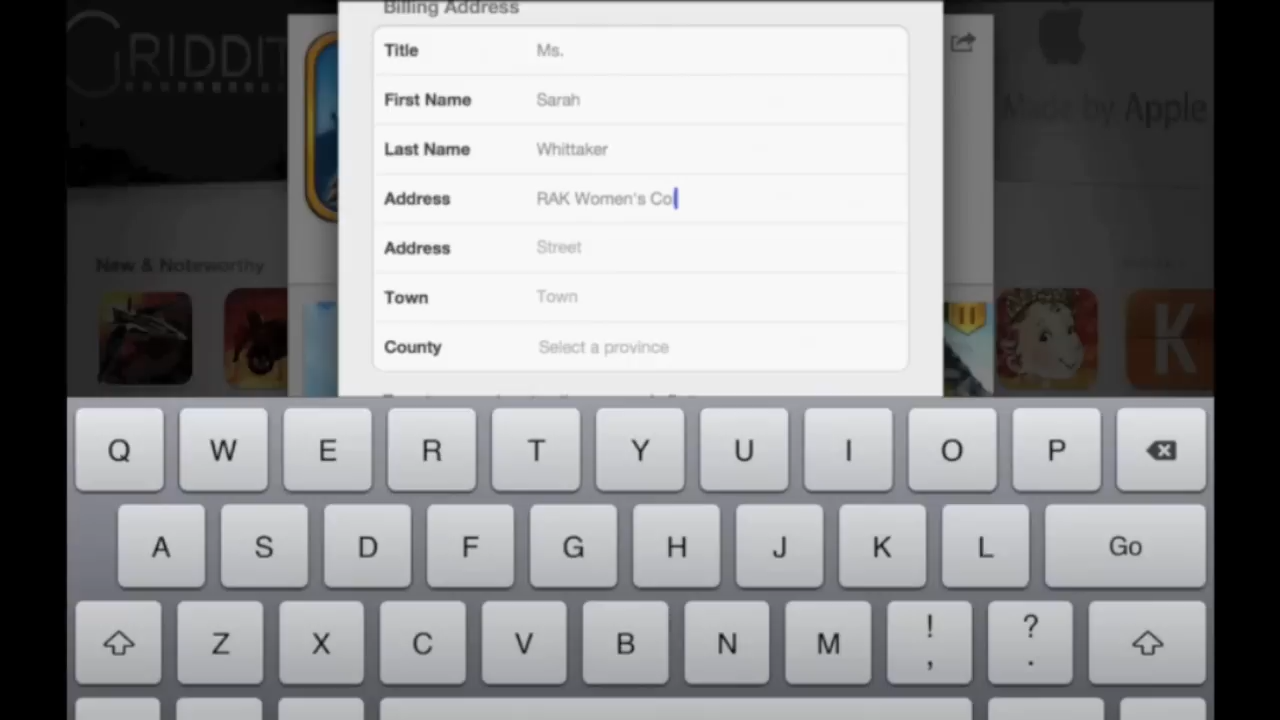 Billing Address
GRIDDIT
Made by Apple
Title Ms.
First Name Sarah
Last Name Whittaker
Address RAK Women's Co
Address Street
Town Town
County Select a province
New & Noteworthy
K
Q W E R T Y U I O P
A S D F G H J K L Go
Z X C V B N M ! , ? .